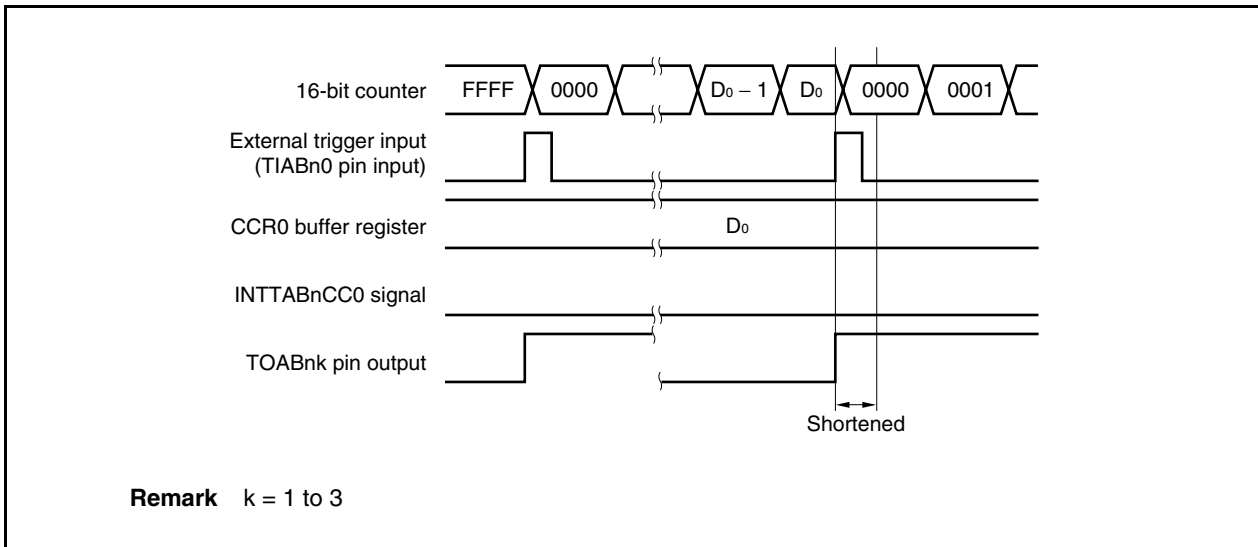 16-bit counter FFFF 0000 D₀ − 1 D₀ 0000 0001
External trigger input
(TIABn0 pin input)
CCR0 buffer register D₀
INTTABnCC0 signal
TOABnk pin output
Shortened
Remark k = 1 to 3